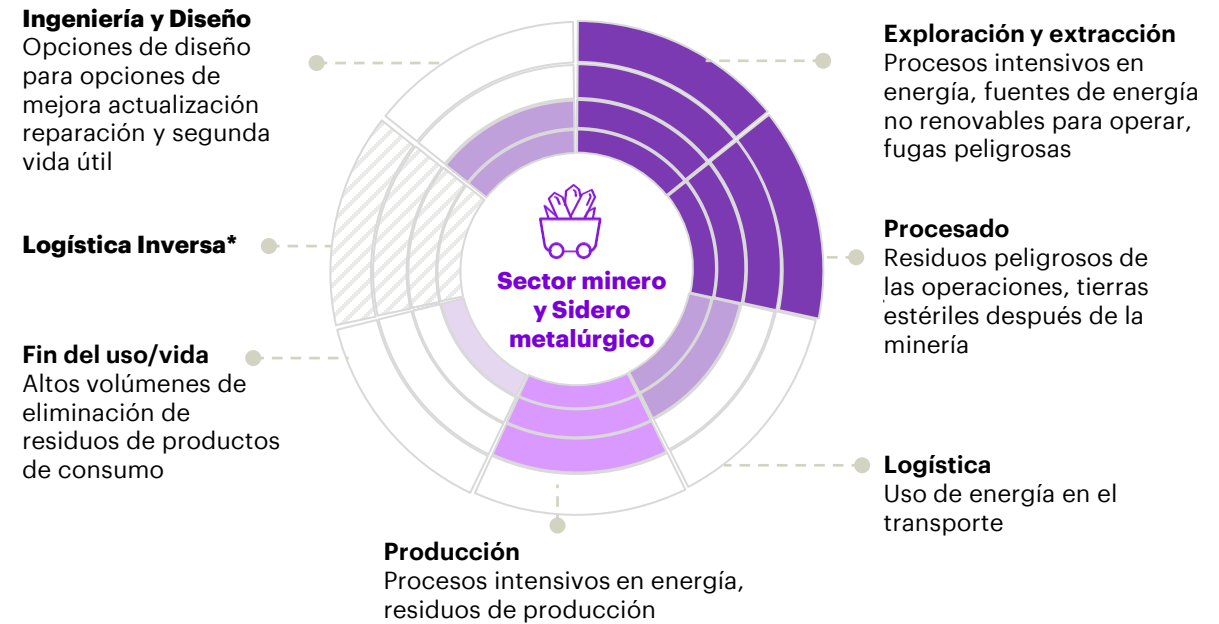 Ingeniería y Diseño
Opciones de diseño
para opciones de
mejora actualización
reparación y segunda
vida útil
Logística Inversa*
Fin del uso/vida
Altos volúmenes de
eliminación de
residuos de productos
de consumo
Sector minero
y Sidero
metalúrgico
Exploración y extracción
Procesos intensivos en
energía, fuentes de energía
no renovables para operar,
fugas peligrosas
Procesado
Residuos peligrosos de
las operaciones, tierras
estériles después de la
minería
Logística
Uso de energía en el
transporte
Producción
Procesos intensivos en energía,
residuos de producción